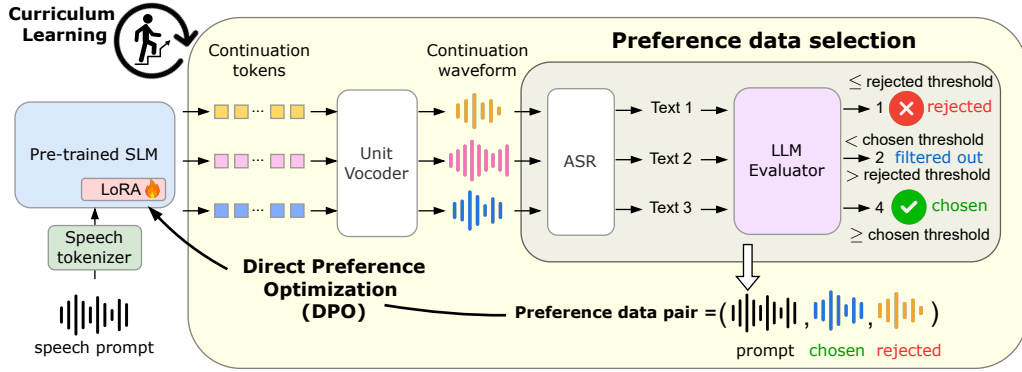 Curriculum
Learning
Preference data selection
Continuation
tokens
Continuation
waveform
Pre-trained SLM
LoRA
Speech
tokenizer
speech prompt
Unit
Vocoder
ASR
Text 1
Text 2
Text 3
LLM
Evaluator
≤ rejected threshold
1 rejected
< chosen threshold
2 filtered out
> rejected threshold
4 chosen
≥ chosen threshold
Direct Preference
Optimization
(DPO)
Preference data pair = ( , , )
prompt chosen rejected